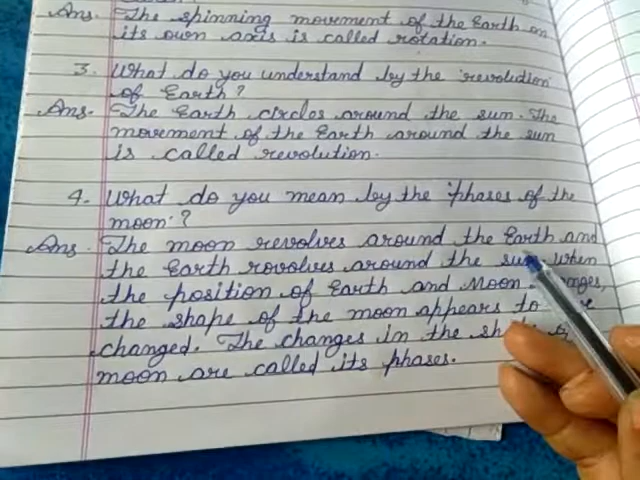 Ans. The spinning movement of the Earth on
its own axis is called rotation.
3. What do you understand by the 'revolution
of Earth?
Ans. The Earth circles around the sun. The
movement of the Earth around the sun
is called revolution.
4. What do you mean by the 'phases of the
moon'?
Ans. The moon revolves around the Earth and
the Earth rovolves around the sun. when
the position of Earth and Moon
the shape of the moon appears to
changed. The changes in the
moon are called its phases.